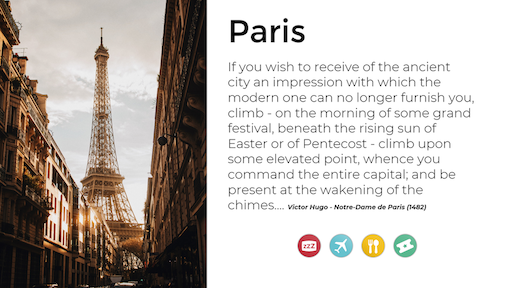 Paris
If you wish to receive of the ancient
city an impression with which the
modern one can no longer furnish you,
climb - on the morning of some grand
festival, beneath the rising sun of
Easter or of Pentecost - climb upon
some elevated point, whence you
command the entire capital; and be
present at the wakening of the
chimes.... Victor Hugo - Notre-Dame de Paris (1482)
zzz